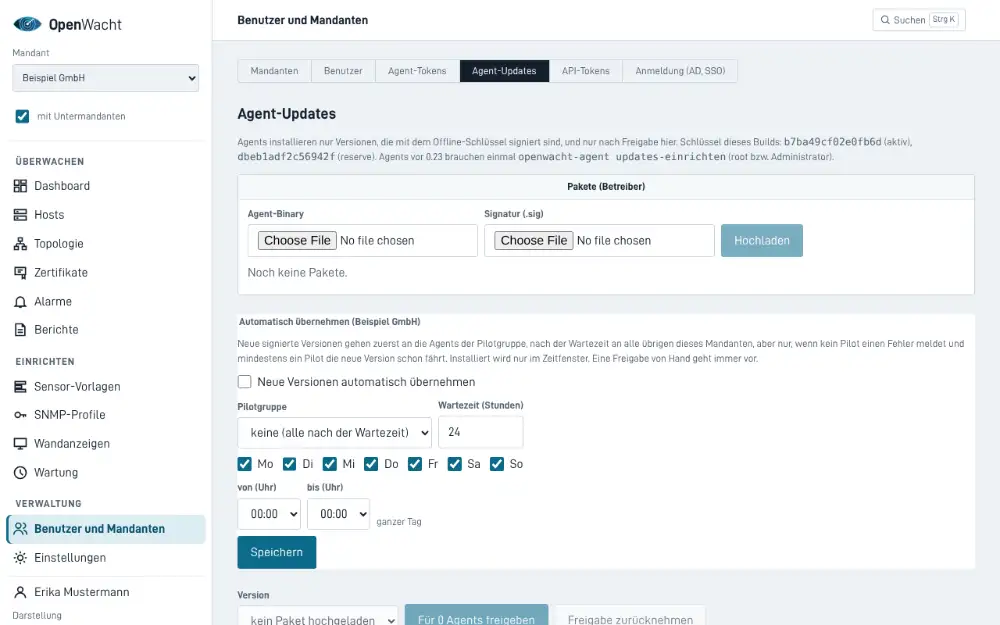 OpenWacht
Mandant
Beispiel GmbH
mit Untermandanten
ÜBERWACHEN
Dashboard
Hosts
Topologie
Zertifikate
Alarme
Berichte
EINRICHTEN
Sensor-Vorlagen
SNMP-Profile
Wandanzeigen
Wartung
VERWALTUNG
Benutzer und Mandanten
Einstellungen
Erika Mustermann
Darstellung
Benutzer und Mandanten
Suchen Strg K
Mandanten Benutzer Agent-Tokens Agent-Updates API-Tokens Anmeldung (AD, SSO)
Agent-Updates
Agents installieren nur Versionen, die mit dem Offline-Schlüssel signiert sind, und nur nach Freigabe hier. Schlüssel dieses Builds: b7ba49cf02e0fb6d (aktiv),
dbeb1adf2c56942f (reserve). Agents vor 0.23 brauchen einmal openwacht-agent updates-einrichten (root bzw. Administrator).
Pakete (Betreiber)
Agent-Binary Signatur (.sig)
Choose File No file chosen Choose File No file chosen Hochladen
Noch keine Pakete.
Automatisch übernehmen (Beispiel GmbH)
Neue signierte Versionen gehen zuerst an die Agents der Pilotgruppe, nach der Wartezeit an alle übrigen dieses Mandanten, aber nur, wenn kein Pilot einen Fehler meldet und
mindestens ein Pilot die neue Version schon fährt. Installiert wird nur im Zeitfenster. Eine Freigabe von Hand geht immer vor.
Neue Versionen automatisch übernehmen
Pilotgruppe Wartezeit (Stunden)
keine (alle nach der Wartezeit) 24
Mo Di Mi Do Fr Sa So
von (Uhr) bis (Uhr)
00:00 00:00 ganzer Tag
Speichern
Version
kein Paket hochgeladen Für 0 Agents freigeben Freigabe zurücknehmen